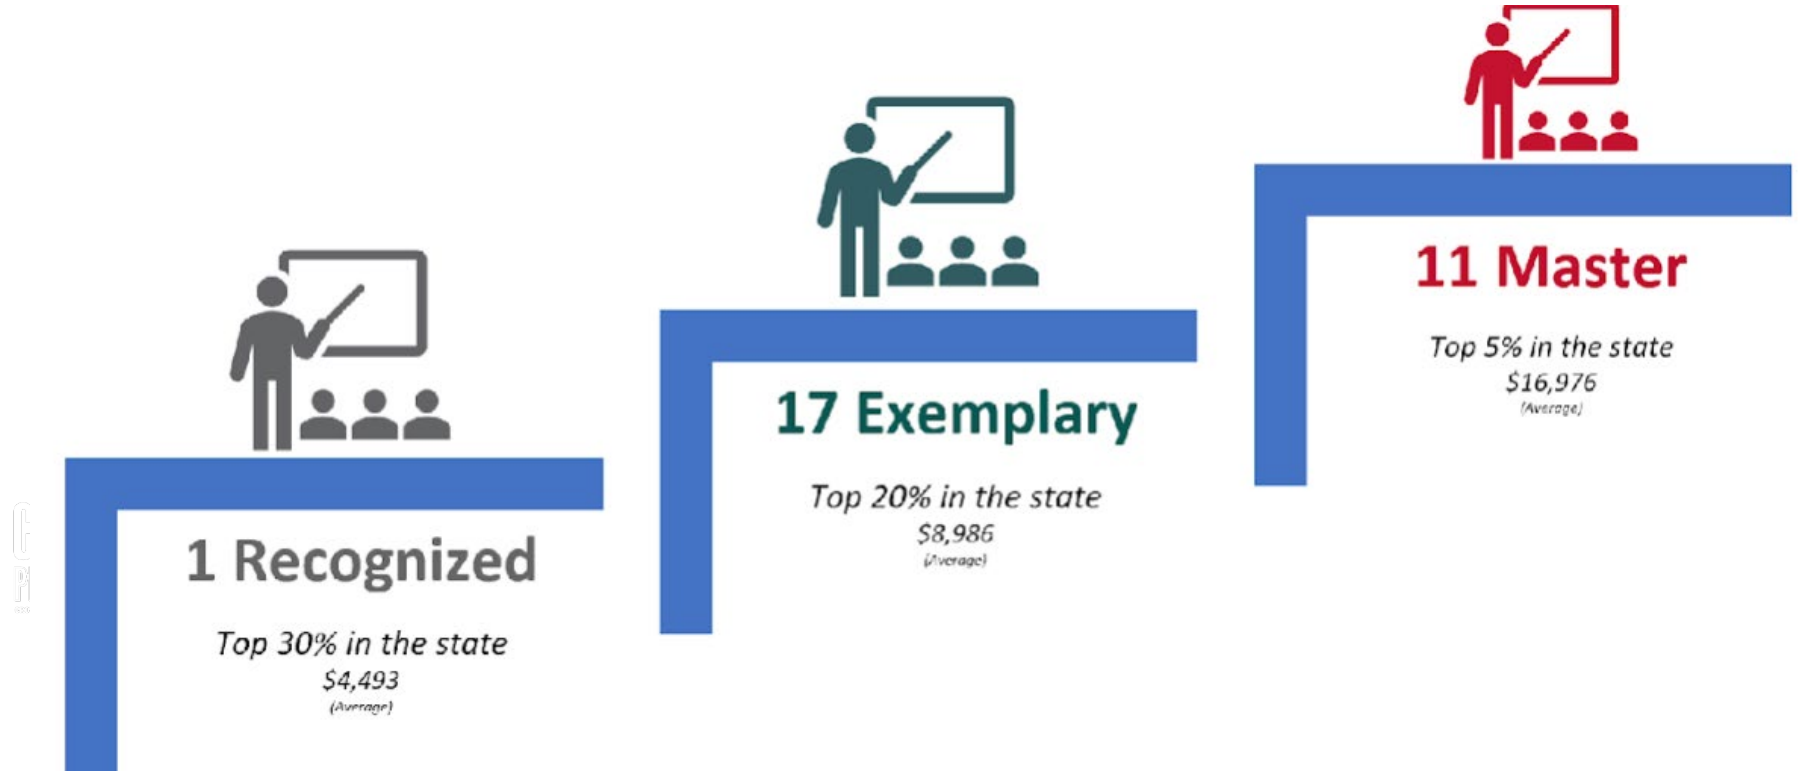 11 Master
Top 5% in the state
$16,976
(Average)
17 Exemplary
Top 20% in the state
$8,986
(Average)
1 Recognized
Top 30% in the state
$4,493
(Average)